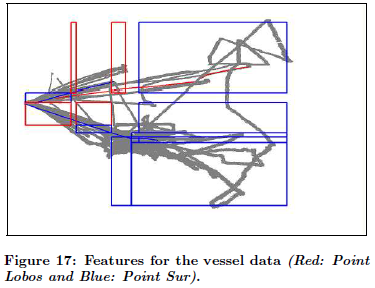 Figure 17: Features for the vessel data (Red: Point
Lobos and Blue: Point Sur).